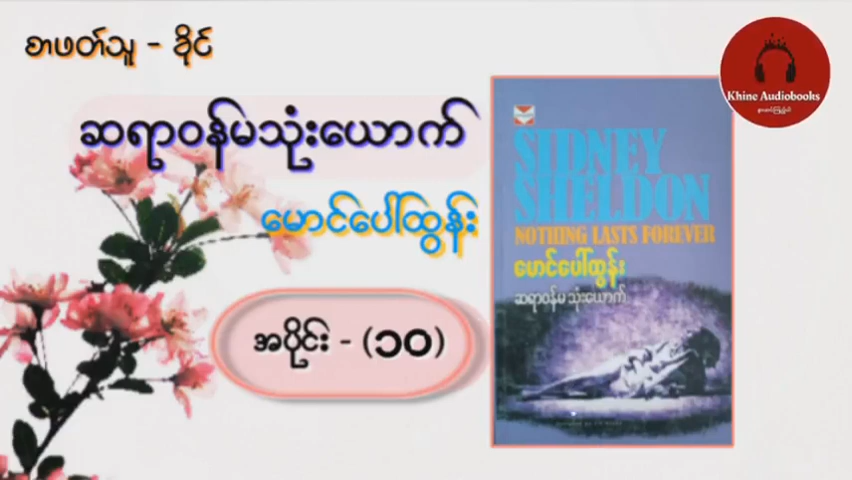 စာဖတ်သူ - ခိုင်
ဆရာဝန်မသုံးယောက်
မောင်ပေါ်ထွန်း
အပိုင်း - (၁၀)
Khine Audiobooks
SIDNEY
SHELDON
NOTHING LASTS FOREVER
မောင်ပေါ်ထွန်း
ဆရာဝန်မသုံးယောက်